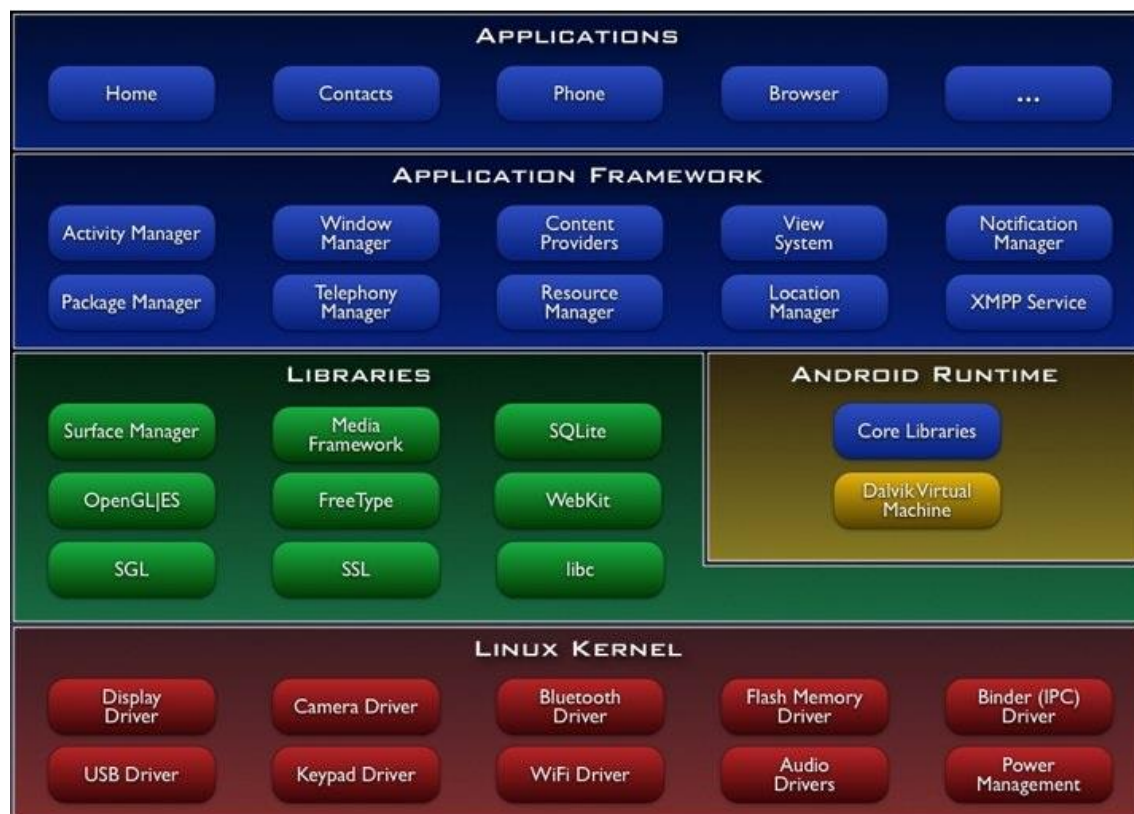 APPLICATIONS
Home
Contacts
Phone
Browser
...
APPLICATION FRAMEWORK
Activity Manager
Window
Manager
Content
Providers
View
System
Notification
Manager
Package Manager
Telephony
Manager
Resource
Manager
Location
Manager
XMPP Service
LIBRARIES
Surface Manager
Media
Framework
SQLite
OpenGL|ES
FreeType
WebKit
SGL
SSL
libc
ANDROID RUNTIME
Core Libraries
Dalvik Virtual
Machine
LINUX KERNEL
Display
Driver
Camera Driver
Bluetooth
Driver
Flash Memory
Driver
Binder (IPC)
Driver
USB Driver
Keypad Driver
WiFi Driver
Audio
Drivers
Power
Management